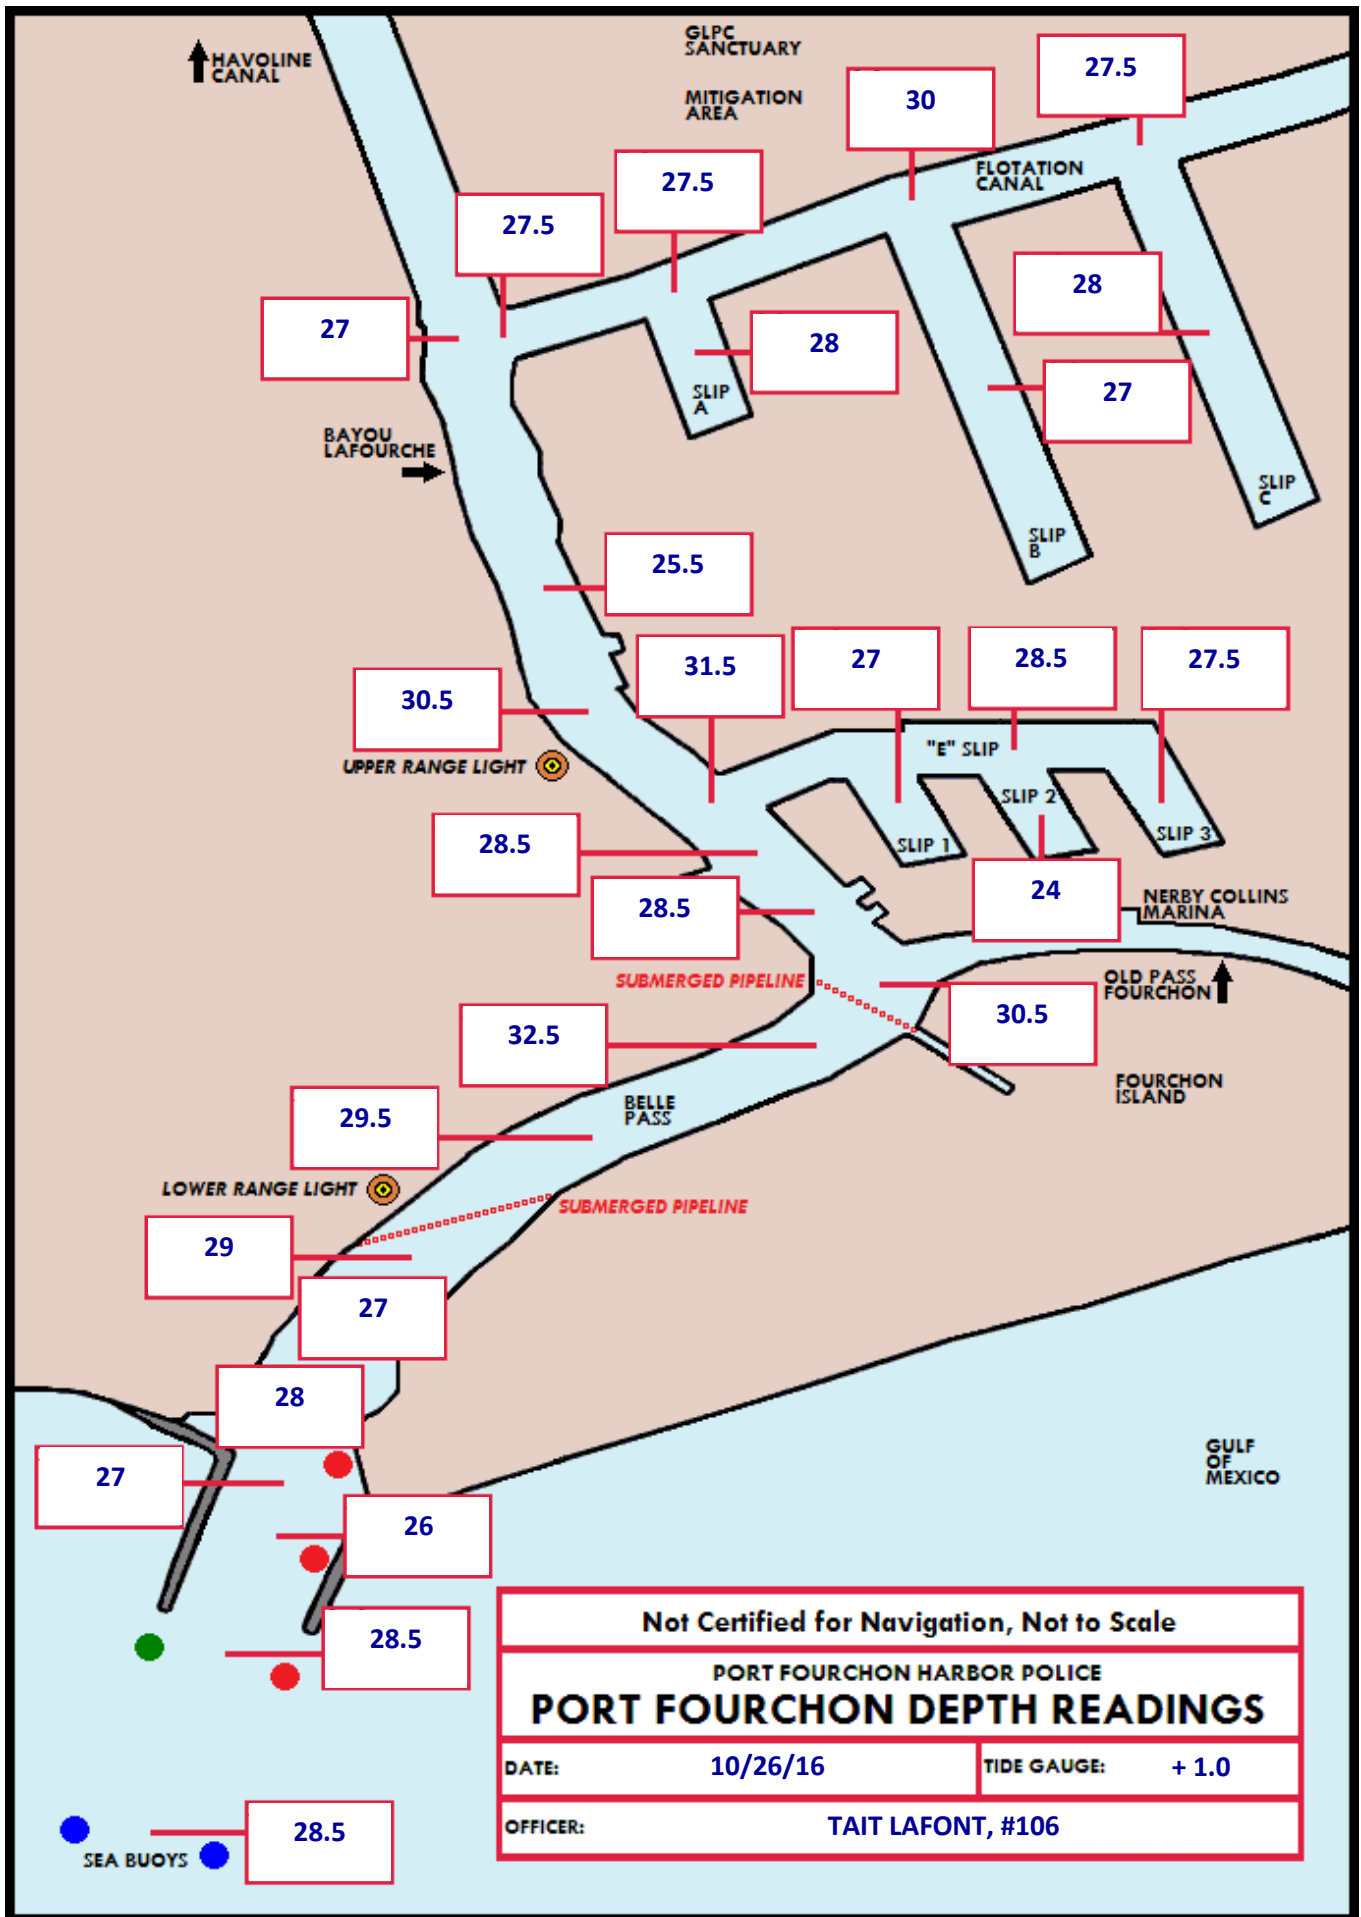 HAVOLINE
CANAL
GLPC
SANCTUARY
MITIGATION
AREA
27.5
30
27.5
27.5
FLOTATION
CANAL
27
28
28
27
SLIP
A
BAYOU
LAFOURCHE
SLIP
C
SLIP
B
25.5
31.5
27
28.5
27.5
30.5
"E" SLIP
UPPER RANGE LIGHT
SLIP 2
SLIP 1
SLIP 3
28.5
24
28.5
NERBY COLLINS
MARINA
SUBMERGED PIPELINE
OLD PASS
FOURCHON
30.5
32.5
FOURCHON
ISLAND
BELLE
PASS
29.5
LOWER RANGE LIGHT
SUBMERGED PIPELINE
29
27
28
GULF
OF
MEXICO
27
26
28.5
Not Certified for Navigation, Not to Scale
PORT FOURCHON HARBOR POLICE
PORT FOURCHON DEPTH READINGS
DATE: 10/26/16 TIDE GAUGE: + 1.0
OFFICER: TAIT LAFONT, #106
28.5
SEA BUOYS